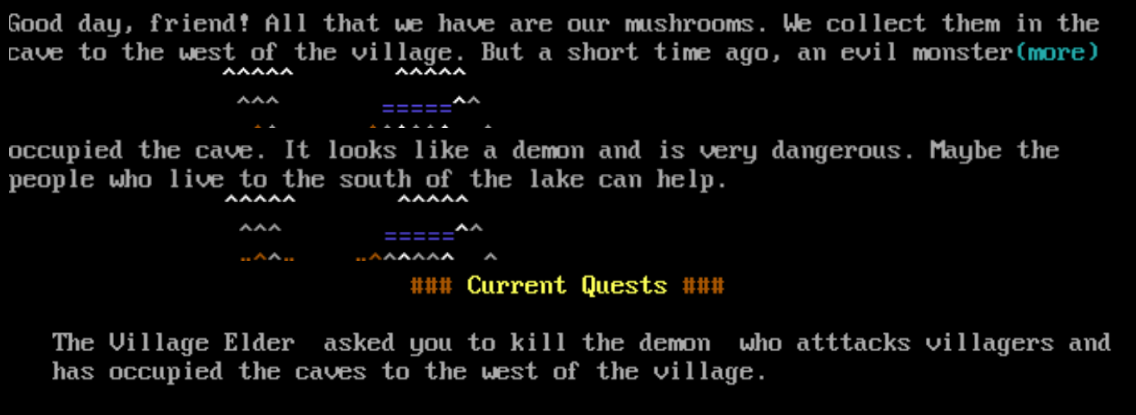 Good day, friend! All that we have are our mushrooms. We collect them in the
cave to the west of the village. But a short time ago, an evil monster(more)
occupied the cave. It looks like a demon and is very dangerous. Maybe the
people who live to the south of the lake can help.
### Current Quests ###
The Village Elder  asked you to kill the demon  who atttacks villagers and
has occupied the caves to the west of the village.